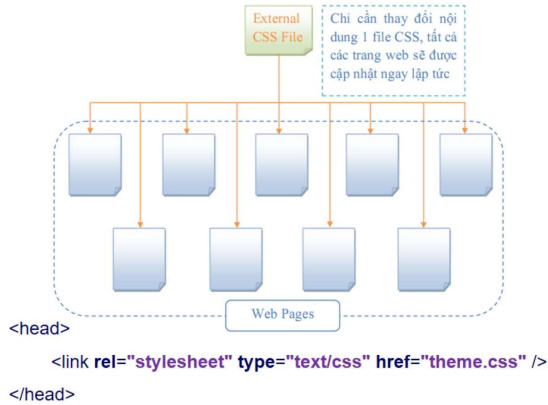 External
CSS File
Chỉ cần thay đổi nội
dung 1 file CSS, tất cả
các trang web sẽ được
cập nhật ngay lập tức
Web Pages
<head>
<link rel="stylesheet" type="text/css" href="theme.css" />
</head>